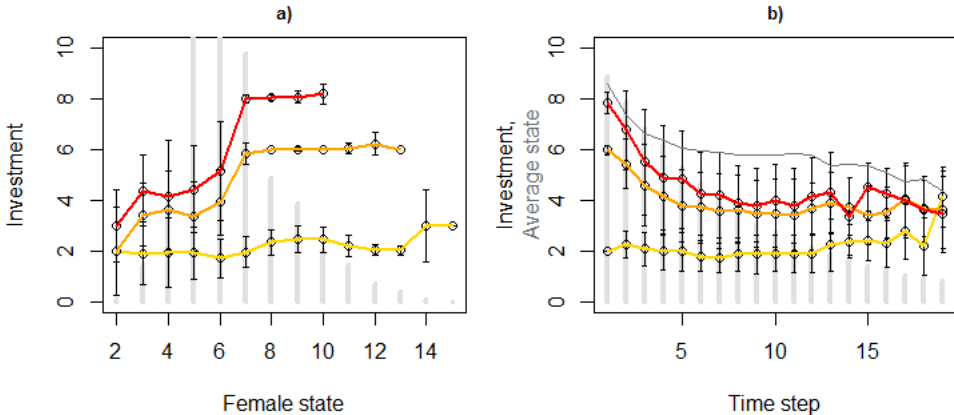 a)
Investment
10
8
6
4
2
0
2 4 6 8 10 12 14
Female state
b)
Investment,
Average state
10
8
6
4
2
0
5 10 15
Time step